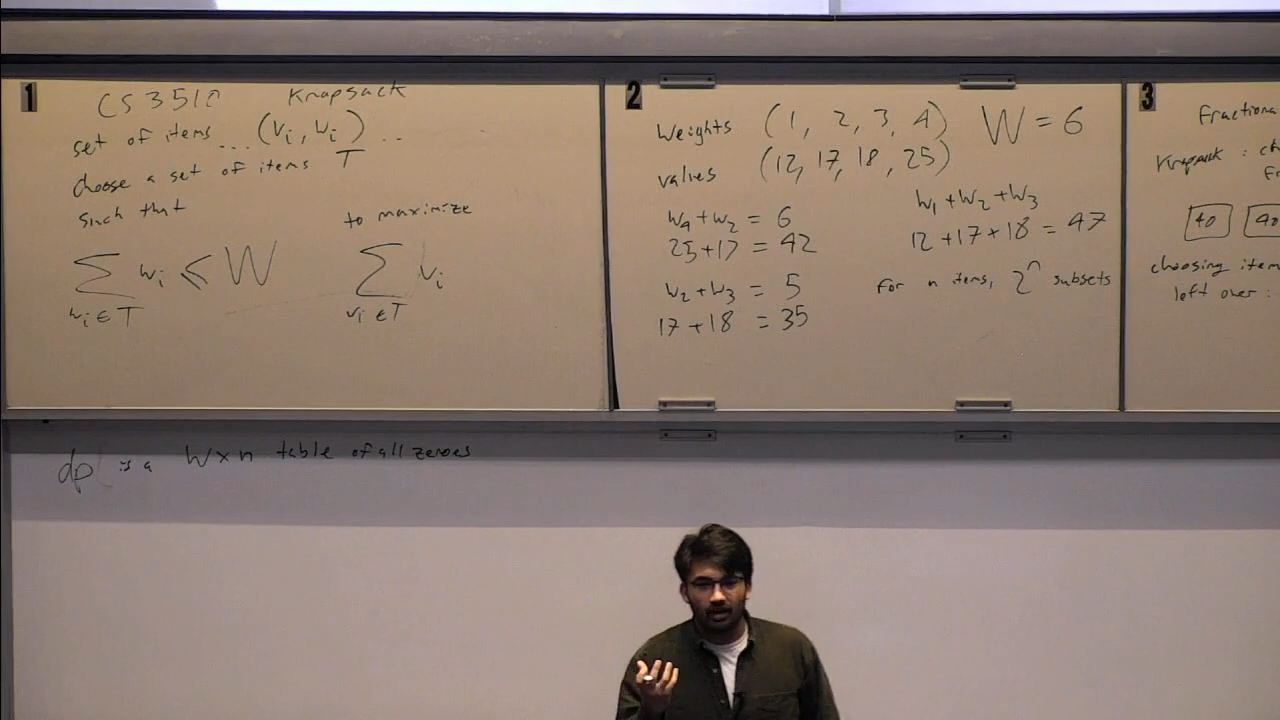 1
CS 3510 Knapsack
set of items ... (vᵢ, wᵢ) ..
choose a set of items T
such that to maximize
∑ wᵢ ≤ W ∑ vᵢ
wᵢ ∈ T vᵢ ∈ T
2
Weights (1, 2, 3, 4) W = 6
values (12, 17, 18, 25)
w₄ + w₂ = 6
25 + 17 = 42
w₂ + w₃ = 5
17 + 18 = 35
w₁ + w₂ + w₃
12 + 17 + 18 = 47
for n items, 2ⁿ subsets
3
Fractiona
Knapsack : ch
40
choosing item
left over :
dp is a W x n table of all zeroes